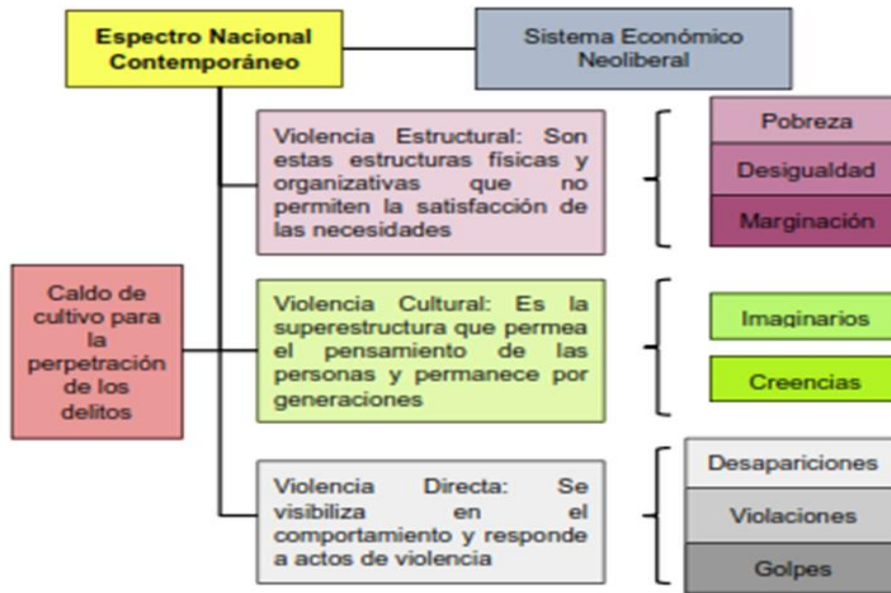 Espectro Nacional
Contemporáneo
Sistema Económico
Neoliberal
Violencia Estructural: Son
estas estructuras físicas y
organizativas que no
permiten la satisfacción de
las necesidades
Pobreza
Desigualdad
Marginación
Caldo de
cultivo para
la
perpetración
de los
delitos
Violencia Cultural: Es la
superestructura que permea
el pensamiento de las
personas y permanece por
generaciones
Imaginarios
Creencias
Violencia Directa: Se
visibiliza en el
comportamiento y responde
a actos de violencia
Desapariciones
Violaciones
Golpes